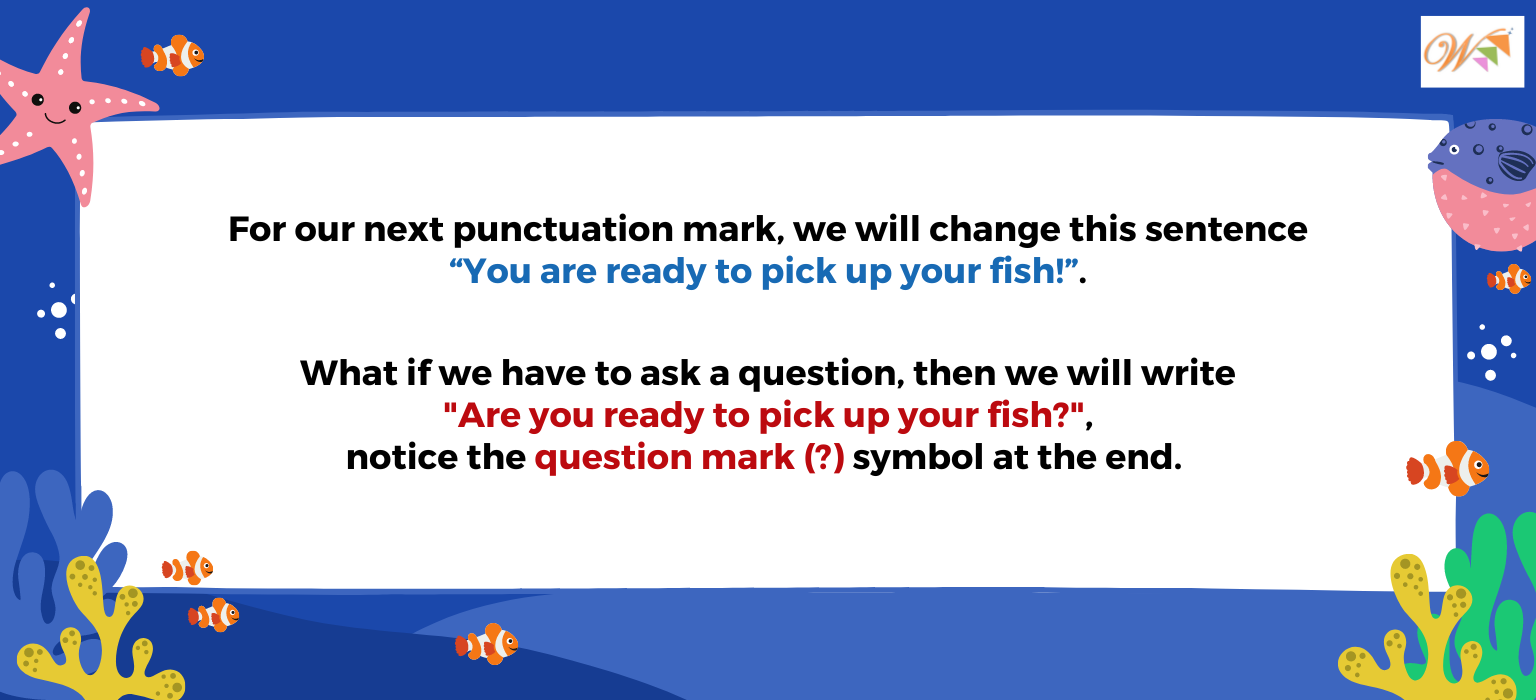 W
For our next punctuation mark, we will change this sentence
“You are ready to pick up your fish!”.
What if we have to ask a question, then we will write
"Are you ready to pick up your fish?",
notice the question mark (?) symbol at the end.